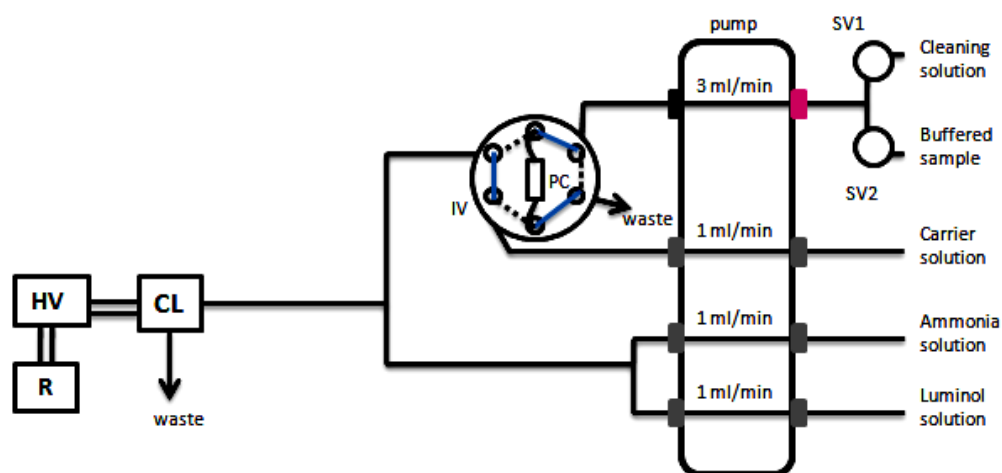 pump
SV1
Cleaning
solution
3 ml/min
Buffered
sample
PC
IV
SV2
waste
1 ml/min
Carrier
solution
HV
CL
1 ml/min
Ammonia
solution
R
1 ml/min
Luminol
solution
waste